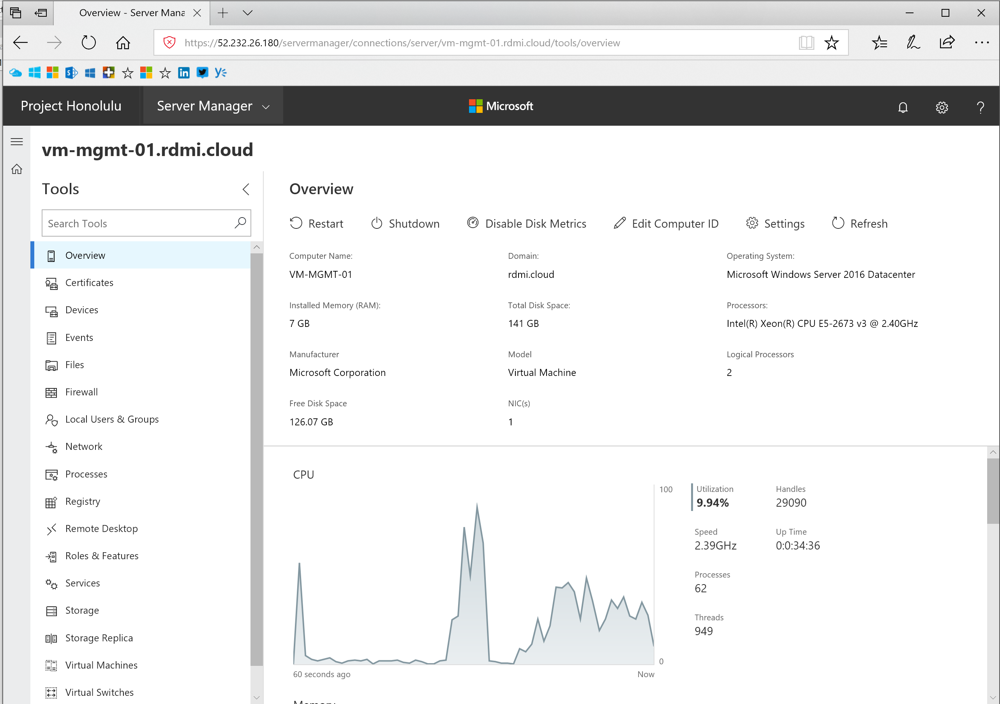 Overview - Server Mana
https://52.232.26.180/servermanager/connections/server/vm-mgmt-01.rdmi.cloud/tools/overview
Project Honolulu
Server Manager
Microsoft
vm-mgmt-01.rdmi.cloud
Tools
Search Tools
Overview
Certificates
Devices
Events
Files
Firewall
Local Users & Groups
Network
Processes
Registry
Remote Desktop
Roles & Features
Services
Storage
Storage Replica
Virtual Machines
Virtual Switches
Overview
Restart Shutdown Disable Disk Metrics Edit Computer ID Settings Refresh
Computer Name: Domain: Operating System:
VM-MGMT-01 rdmi.cloud Microsoft Windows Server 2016 Datacenter
Installed Memory (RAM): Total Disk Space: Processors:
7 GB 141 GB Intel(R) Xeon(R) CPU E5-2673 v3 @ 2.40GHz
Manufacturer Model Logical Processors
Microsoft Corporation Virtual Machine 2
Free Disk Space NIC(s)
126.07 GB 1
CPU
100
0
60 seconds ago Now
Utilization Handles
9.94% 29090
Speed Up Time
2.39GHz 0:0:34:36
Processes
62
Threads
949
Memory